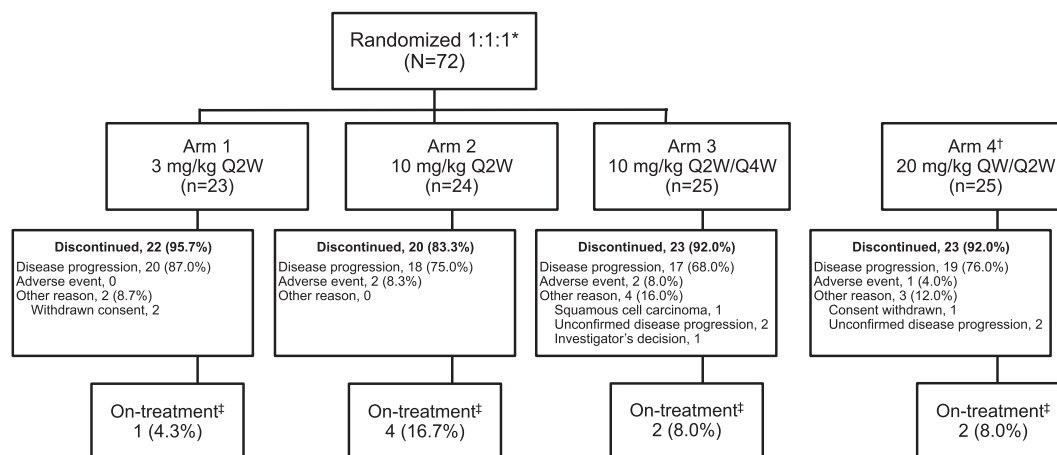 Randomized 1:1:1*
(N=72)
Arm 1
3 mg/kg Q2W
(n=23)
Arm 2
10 mg/kg Q2W
(n=24)
Arm 3
10 mg/kg Q2W/Q4W
(n=25)
Arm 4†
20 mg/kg QW/Q2W
(n=25)
Discontinued, 22 (95.7%)
Disease progression, 20 (87.0%)
Adverse event, 0
Other reason, 2 (8.7%)
Withdrawn consent, 2
Discontinued, 20 (83.3%)
Disease progression, 18 (75.0%)
Adverse event, 2 (8.3%)
Other reason, 0
Discontinued, 23 (92.0%)
Disease progression, 17 (68.0%)
Adverse event, 2 (8.0%)
Other reason, 4 (16.0%)
Squamous cell carcinoma, 1
Unconfirmed disease progression, 2
Investigator's decision, 1
Discontinued, 23 (92.0%)
Disease progression, 19 (76.0%)
Adverse event, 1 (4.0%)
Other reason, 3 (12.0%)
Consent withdrawn, 1
Unconfirmed disease progression, 2
On-treatment‡
1 (4.3%)
On-treatment‡
4 (16.7%)
On-treatment‡
2 (8.0%)
On-treatment‡
2 (8.0%)